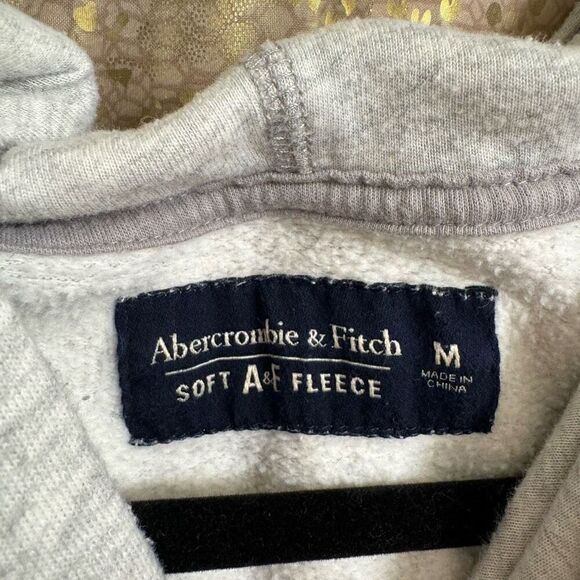 Abercrombie & Fitch
SOFT A&F FLEECE
M
MADE IN
CHINA